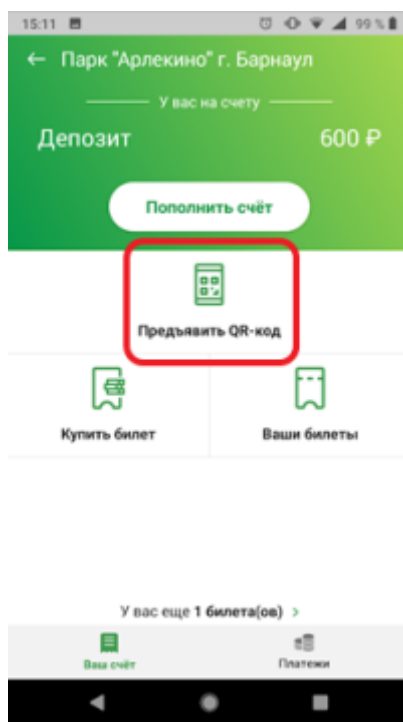 15:11 99 %
← Парк "Арлекино" г. Барнаул
У вас на счету
Депозит 600 ₽
Пополнить счёт
Предъявить QR-код
Купить билет Ваши билеты
У вас еще 1 билета(ов) >
Ваш счёт Платежи